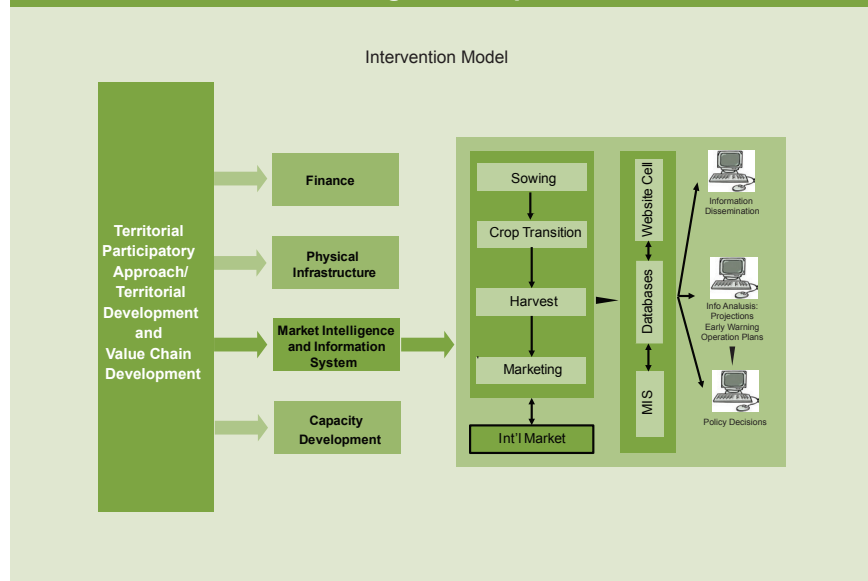 Intervention Model
Territorial
Participatory
Approach/
Territorial
Development
and
Value Chain
Development
Finance
Physical
Infrastructure
Market Intelligence
and Information
System
Capacity
Development
Sowing
Crop Transition
Harvest
Marketing
Int'l Market
Website Cell
Databases
MIS
Information
Dissemination
Info Analusis:
Projections
Early Warning
Operation Plans
Policy Decisions